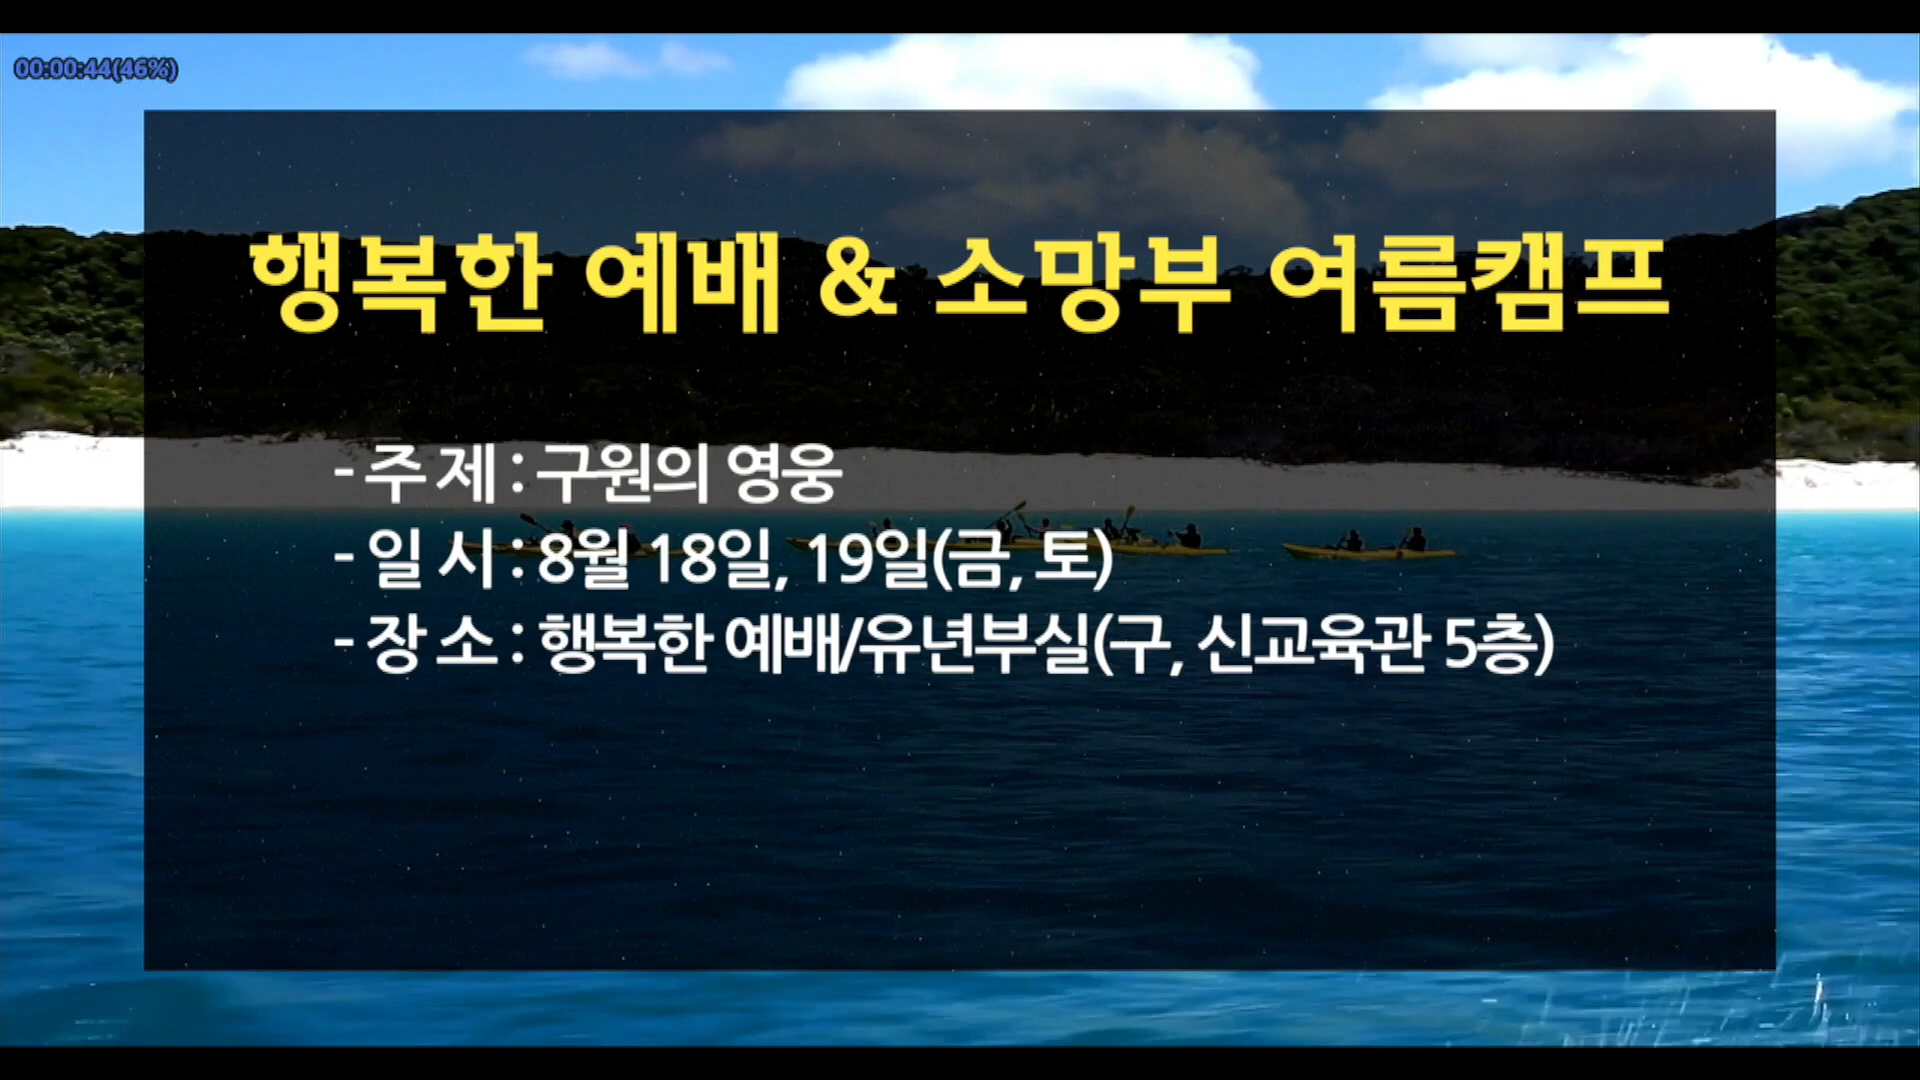 00:00:44(46%)
행복한 예배 & 소망부 여름캠프
- 주 제 : 구원의 영웅
- 일 시 : 8월 18일, 19일(금, 토)
- 장 소 : 행복한 예배/유년부실(구, 신교육관 5층)